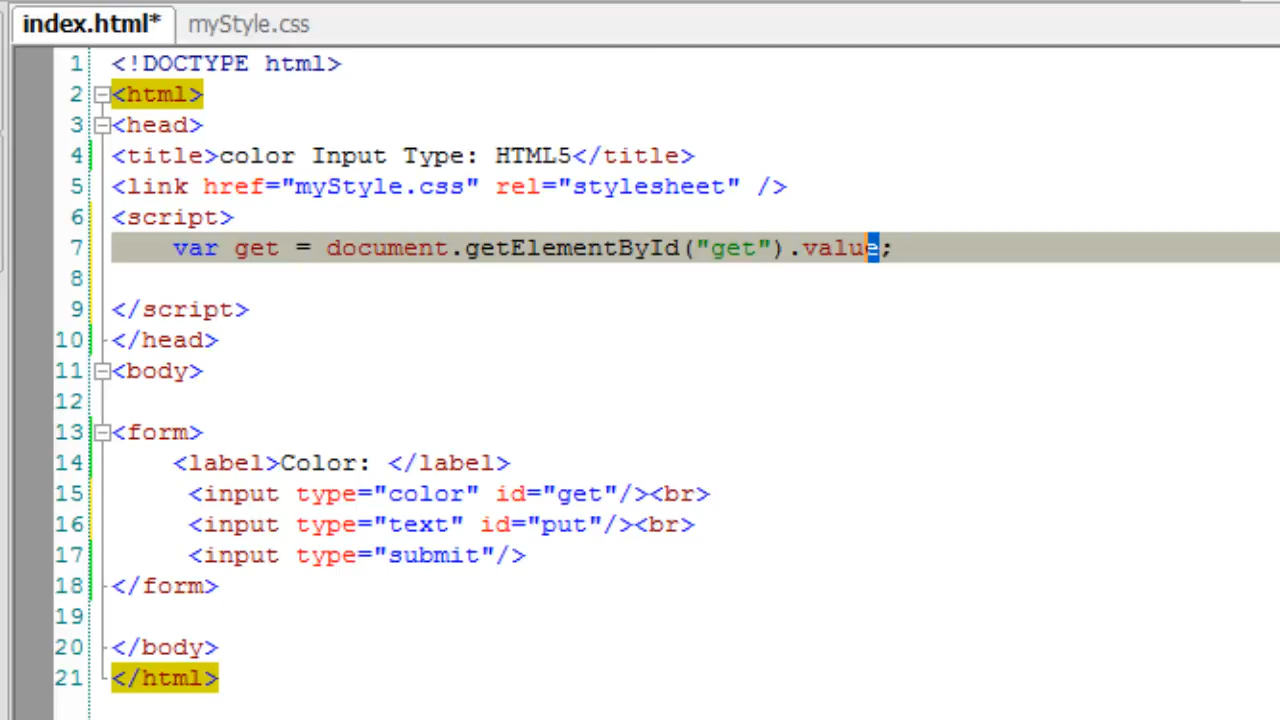 index.html* myStyle.css
1 <!DOCTYPE html>
2 <html>
3 <head>
4 <title>color Input Type: HTML5</title>
5 <link href="myStyle.css" rel="stylesheet" />
6 <script>
7 var get = document.getElementById("get").value;
8
9 </script>
10 </head>
11 <body>
12
13 <form>
14 <label>Color: </label>
15 <input type="color" id="get"/><br>
16 <input type="text" id="put"/><br>
17 <input type="submit"/>
18 </form>
19
20 </body>
21 </html>